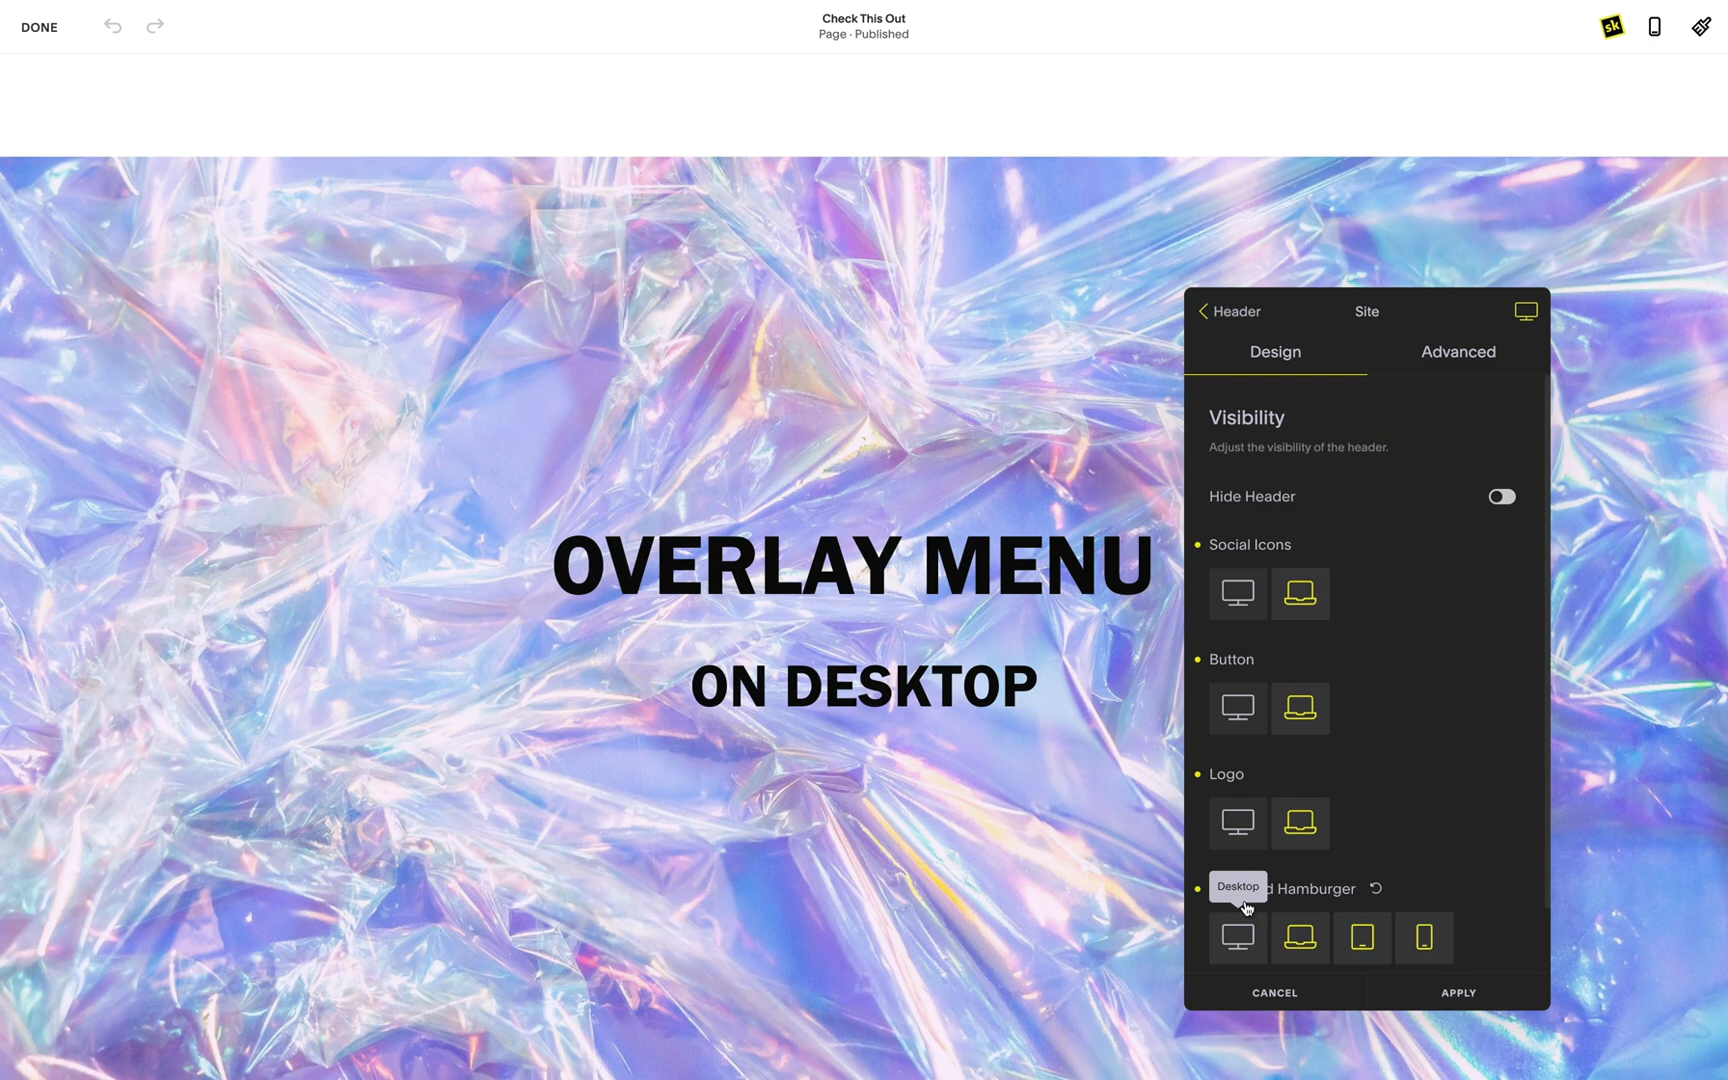 DONE
Check This Out
Page · Published
sk
OVERLAY MENU
ON DESKTOP
Header
Site
Design
Advanced
Visibility
Adjust the visibility of the header.
Hide Header
Social Icons
Button
Logo
Desktop
Hamburger
CANCEL
APPLY